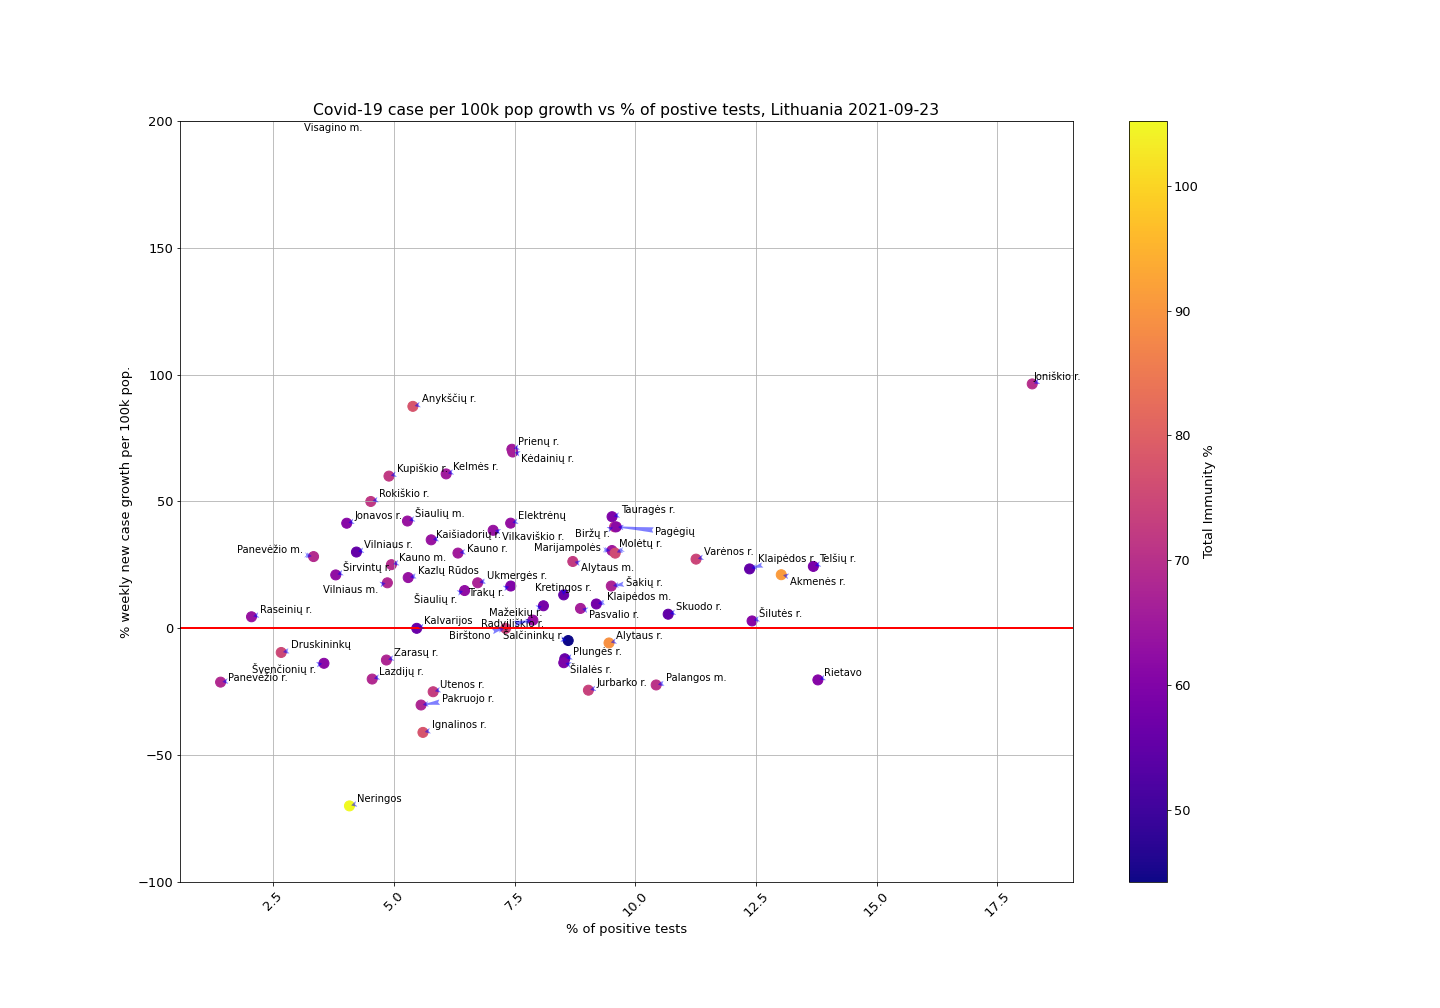 Covid-19 case per 100k pop growth vs % of postive tests, Lithuania 2021-09-23
200
Visagino m.
150
100
50
0
−50
−100
% weekly new case growth per 100k pop.
Joniškio r.
Anykščių r.
Prienų r.
Kėdainių r.
Kupiškio r.
Kelmės r.
Rokiškio r.
Jonavos r.
Šiaulių m.
Elektrėnų
Tauragės r.
Pagėgių
Kaišiadorių r.
Vilkaviškio r.
Biržų r.
Panevėžio m.
Vilniaus r.
Kauno r.
Marijampolės
Molėtų r.
Varėnos r.
Klaipėdos r.
Telšių r.
Kauno m.
Širvintų r.
Kazlų Rūdos
Ukmergės r.
Alytaus m.
Akmenės r.
Vilniaus m.
Šiaulių r.
Trakų r.
Kretingos r.
Šakių r.
Klaipėdos m.
Raseinių r.
Mažeikių r.
Pasvalio r.
Skuodo r.
Šilutės r.
Kalvarijos
Radviliškio r.
Birštono
Šalčininkų r.
Alytaus r.
Druskininkų
Zarasų r.
Plungės r.
Švenčionių r.
Lazdijų r.
Šilalės r.
Panevėžio r.
Utenos r.
Jurbarko r.
Palangos m.
Rietavo
Pakruojo r.
Ignalinos r.
Neringos
2.5
5.0
7.5
10.0
12.5
15.0
17.5
% of positive tests
100
90
80
70
60
50
Total Immunity %